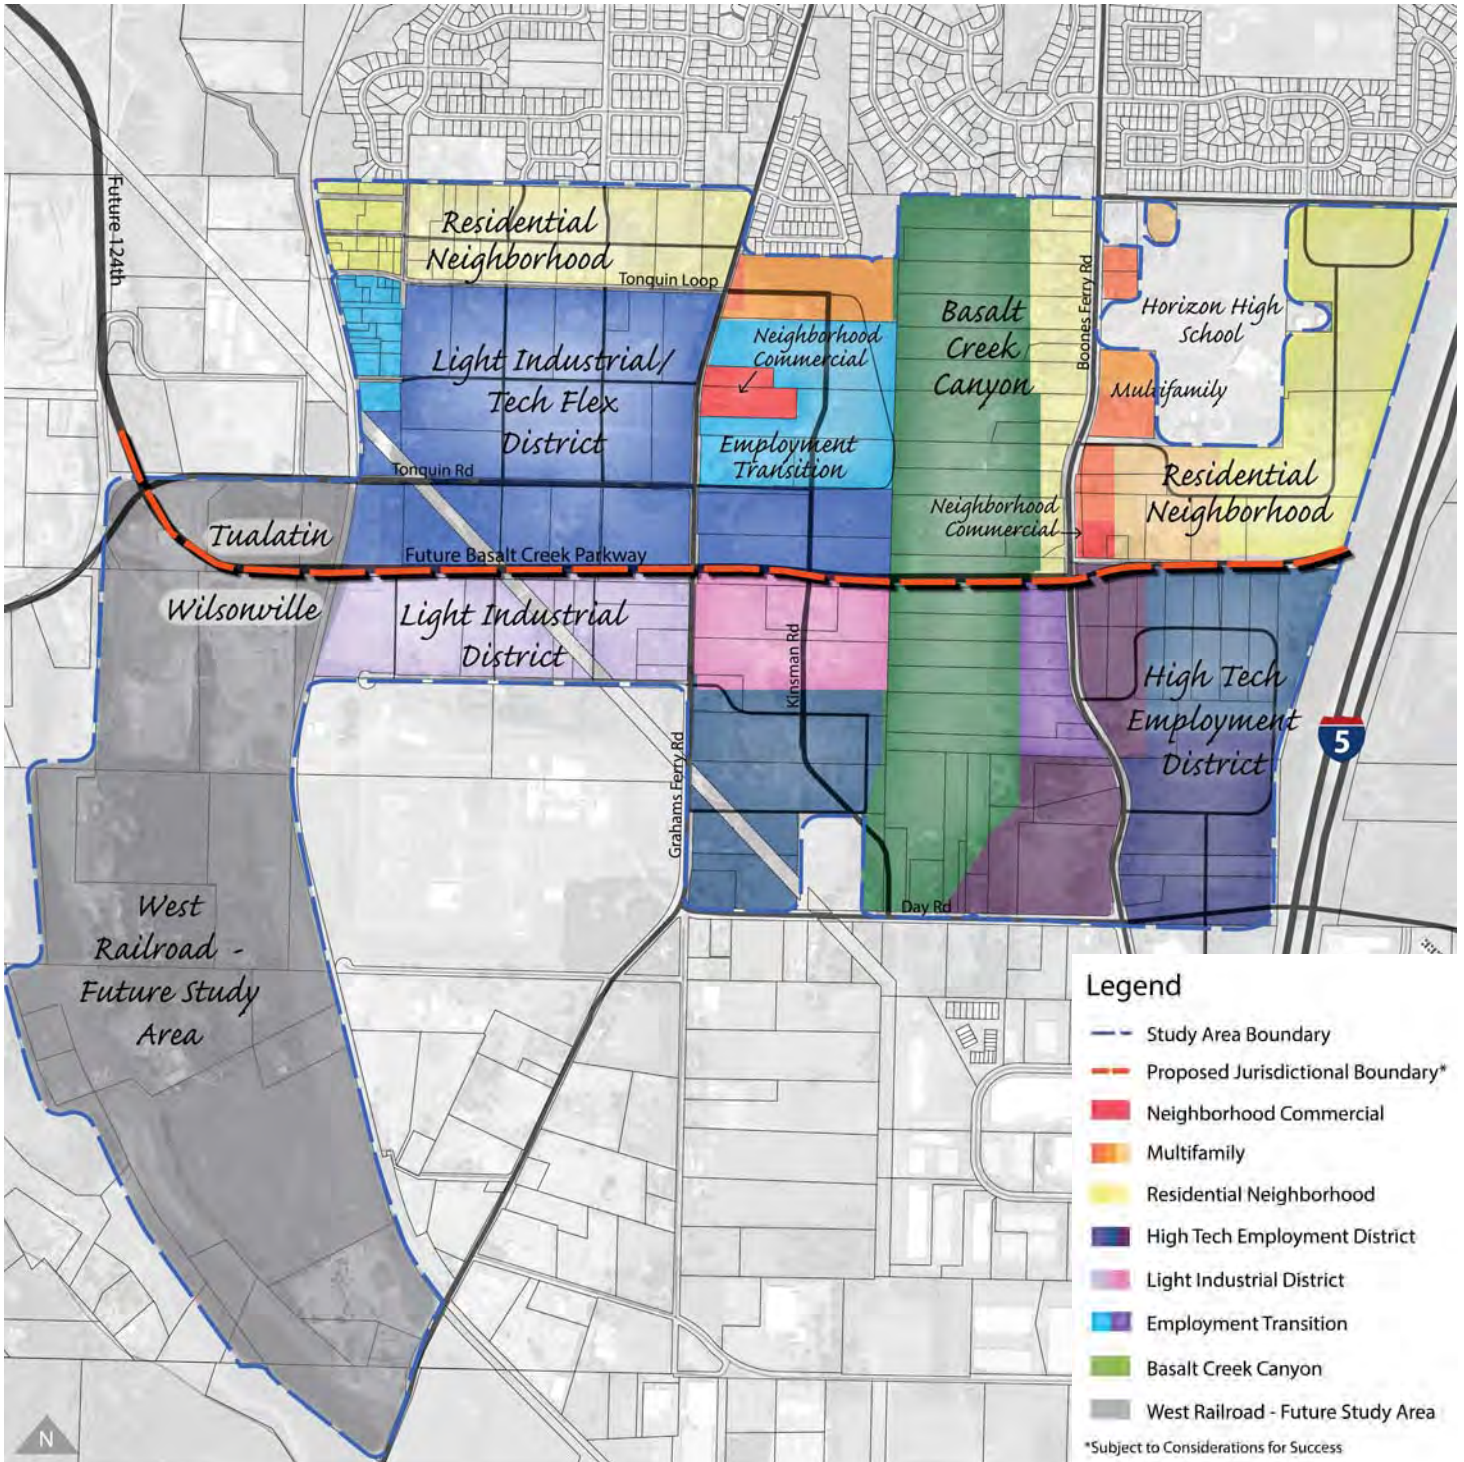 Future 124th
Residential
Neighborhood
Tonquin Loop
Light Industrial/
Tech Flex
District
Neighborhood
Commercial
Employment
Transition
Basalt
Creek
Canyon
Boones Ferry Rd
Horizon High
School
Multifamily
Residential
Neighborhood
Neighborhood
Commercial
Tonquin Rd
Tualatin
Future Basalt Creek Parkway
Wilsonville
Light Industrial
District
Kinsman Rd
Grahams Ferry Rd
High Tech
Employment
District
5
Day Rd
West
Railroad -
Future Study
Area
Legend
Study Area Boundary
Proposed Jurisdictional Boundary*
Neighborhood Commercial
Multifamily
Residential Neighborhood
High Tech Employment District
Light Industrial District
Employment Transition
Basalt Creek Canyon
West Railroad - Future Study Area
*Subject to Considerations for Success
N